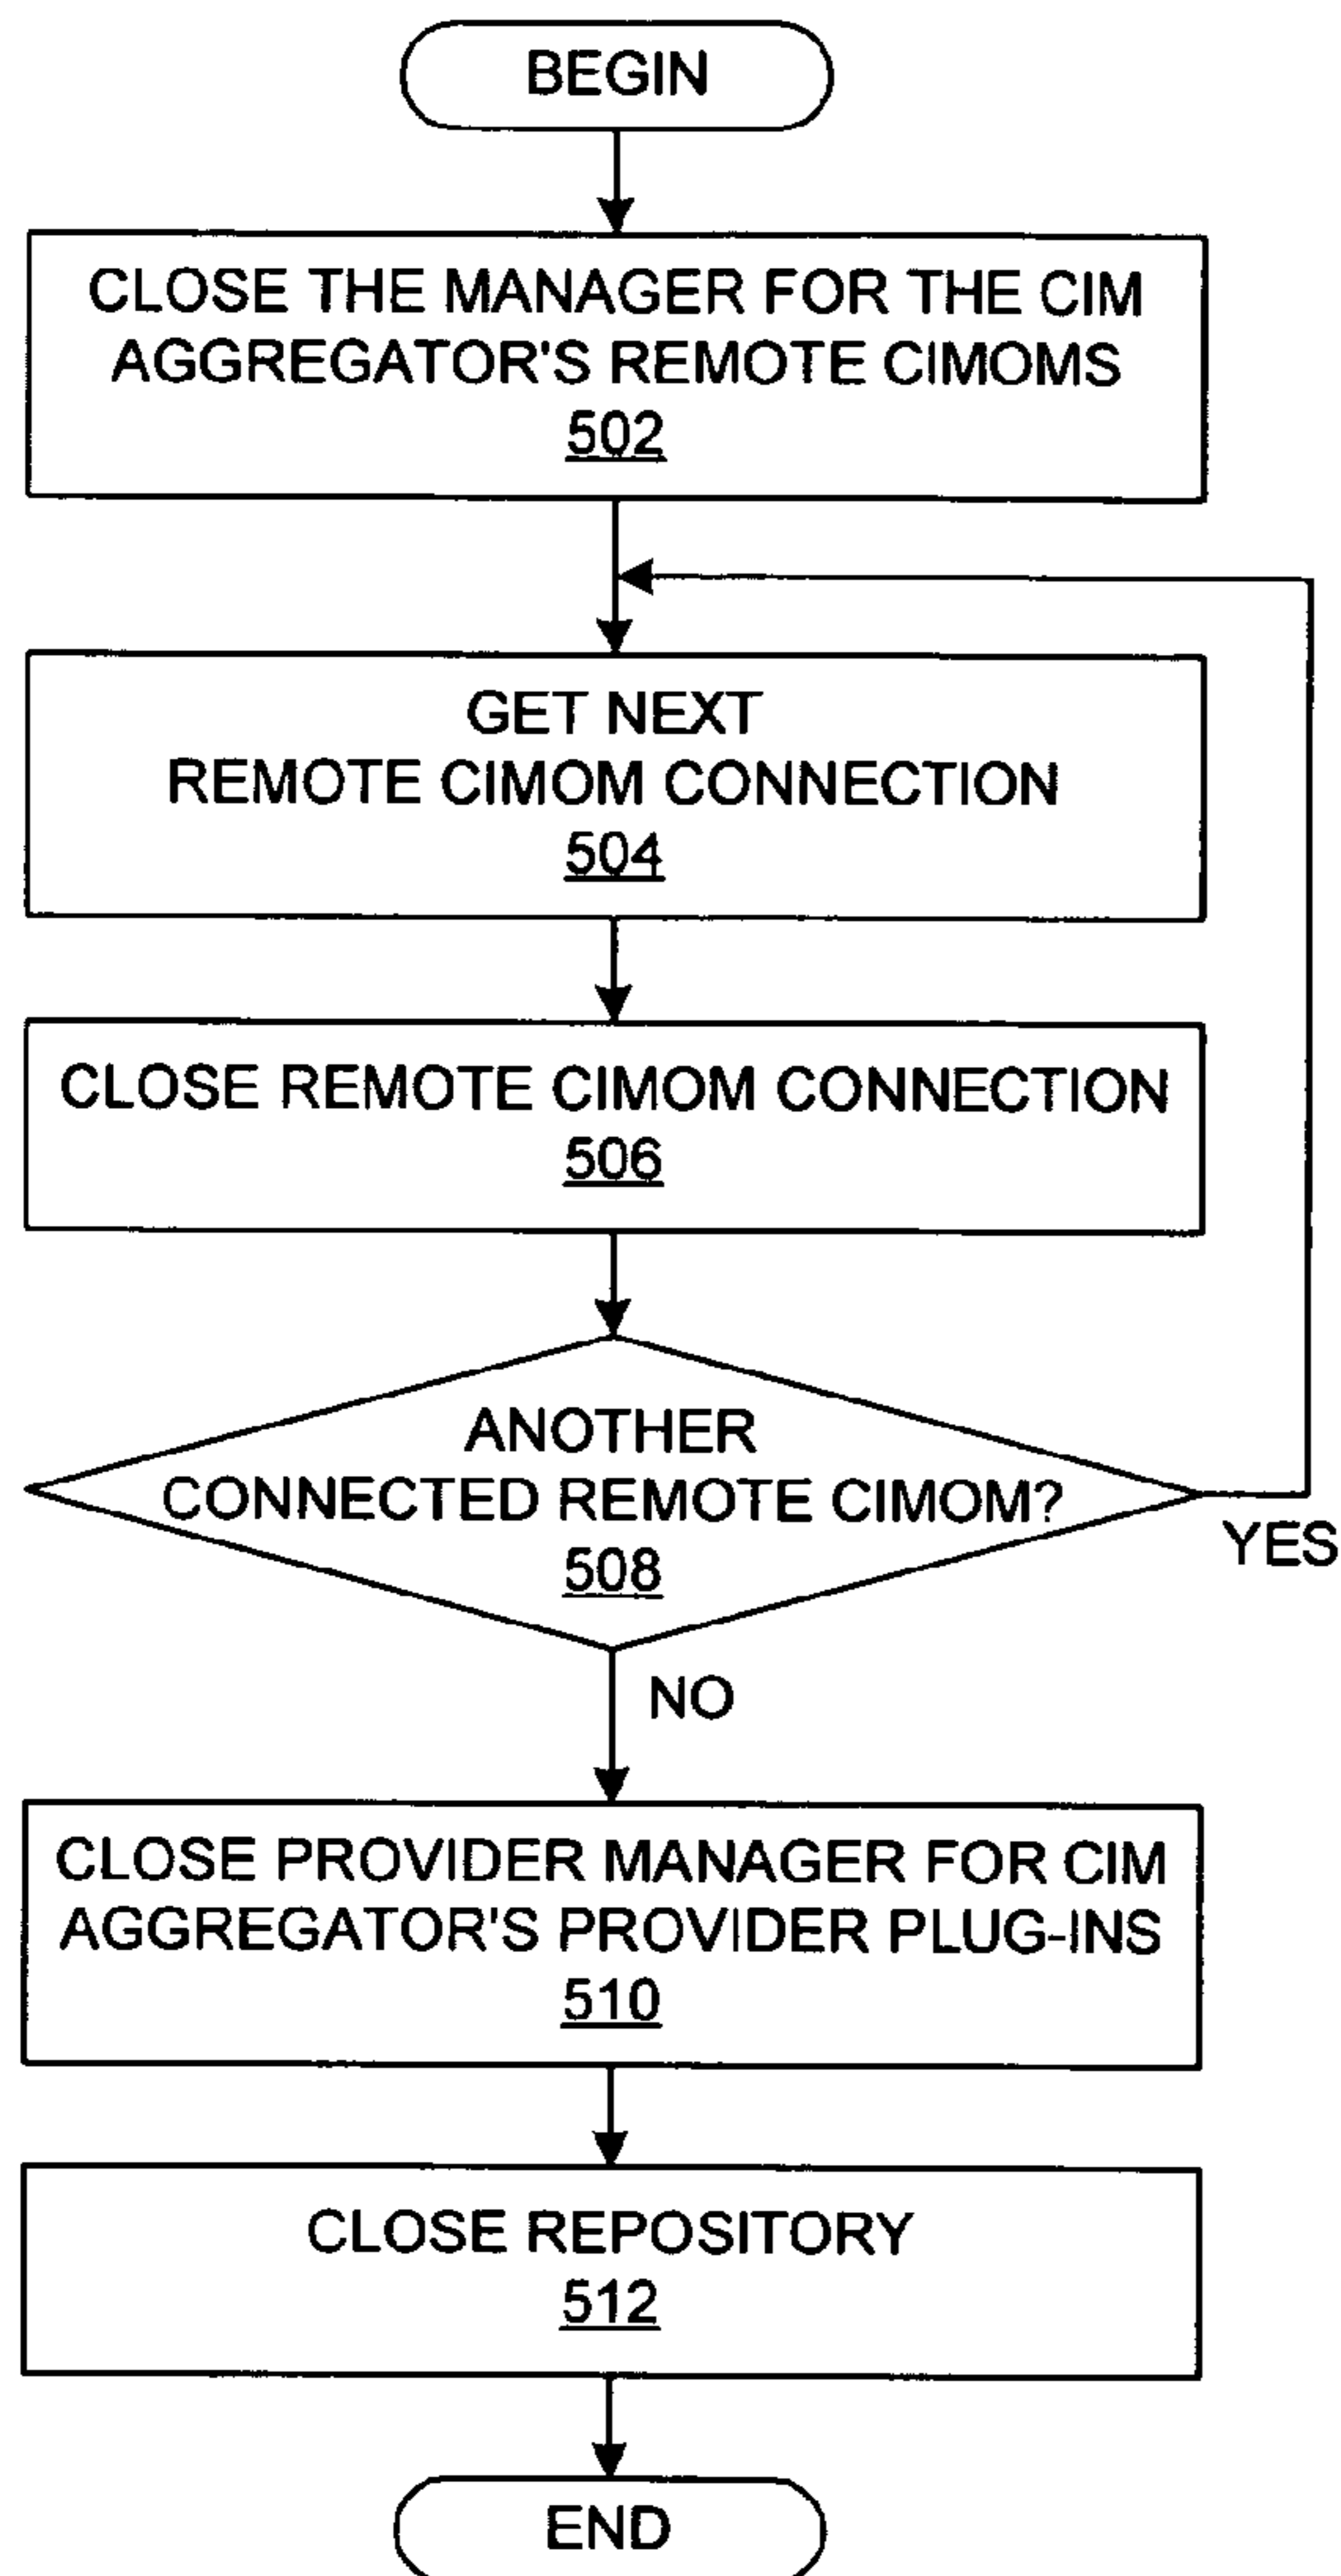 BEGIN
CLOSE THE MANAGER FOR THE CIM
AGGREGATOR'S REMOTE CIMOMS
502
GET NEXT
REMOTE CIMOM CONNECTION
504
CLOSE REMOTE CIMOM CONNECTION
506
ANOTHER
CONNECTED REMOTE CIMOM?
508
YES
NO
CLOSE PROVIDER MANAGER FOR CIM
AGGREGATOR'S PROVIDER PLUG-INS
510
CLOSE REPOSITORY
512
END